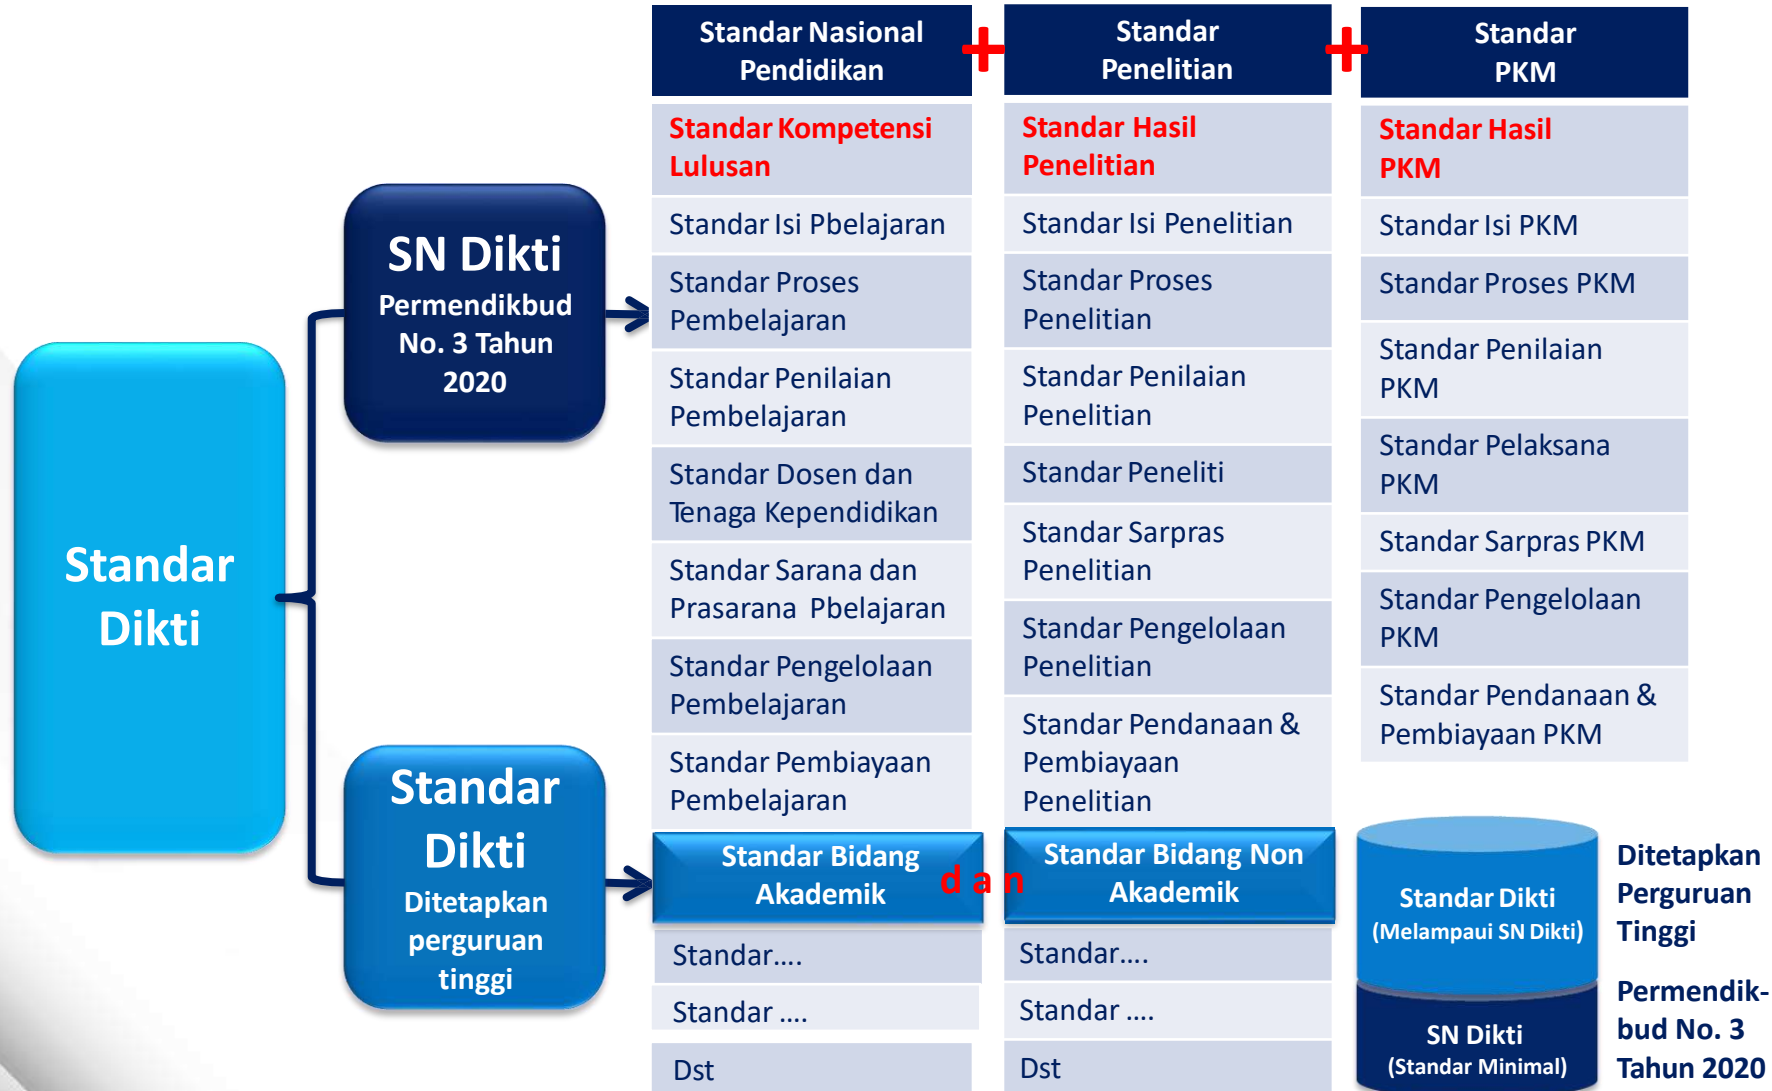 Standar
Dikti
SN Dikti
Permendikbud
No. 3 Tahun
2020
Standar
Dikti
Ditetapkan
perguruan
tinggi
Standar Nasional
Pendidikan
Standar Kompetensi
Lulusan
Standar Isi Pbelajaran
Standar Proses
Pembelajaran
Standar Penilaian
Pembelajaran
Standar Dosen dan
Tenaga Kependidikan
Standar Sarana dan
Prasarana Pbelajaran
Standar Pengelolaan
Pembelajaran
Standar Pembiayaan
Pembelajaran
+
Standar
Penelitian
Standar Hasil
Penelitian
Standar Isi Penelitian
Standar Proses
Penelitian
Standar Penilaian
Penelitian
Standar Peneliti
Standar Sarpras
Penelitian
Standar Pengelolaan
Penelitian
Standar Pendanaan &
Pembiayaan
Penelitian
+
Standar
PKM
Standar Hasil
PKM
Standar Isi PKM
Standar Proses PKM
Standar Penilaian
PKM
Standar Pelaksana
PKM
Standar Sarpras PKM
Standar Pengelolaan
PKM
Standar Pendanaan &
Pembiayaan PKM
Standar Bidang
Akademik
Standar....
Standar ....
Dst
dan
Standar Bidang Non
Akademik
Standar....
Standar ....
Dst
Standar Dikti
(Melampaui SN Dikti)
SN Dikti
(Standar Minimal)
Ditetapkan
Perguruan
Tinggi
Permendik-
bud No. 3
Tahun 2020